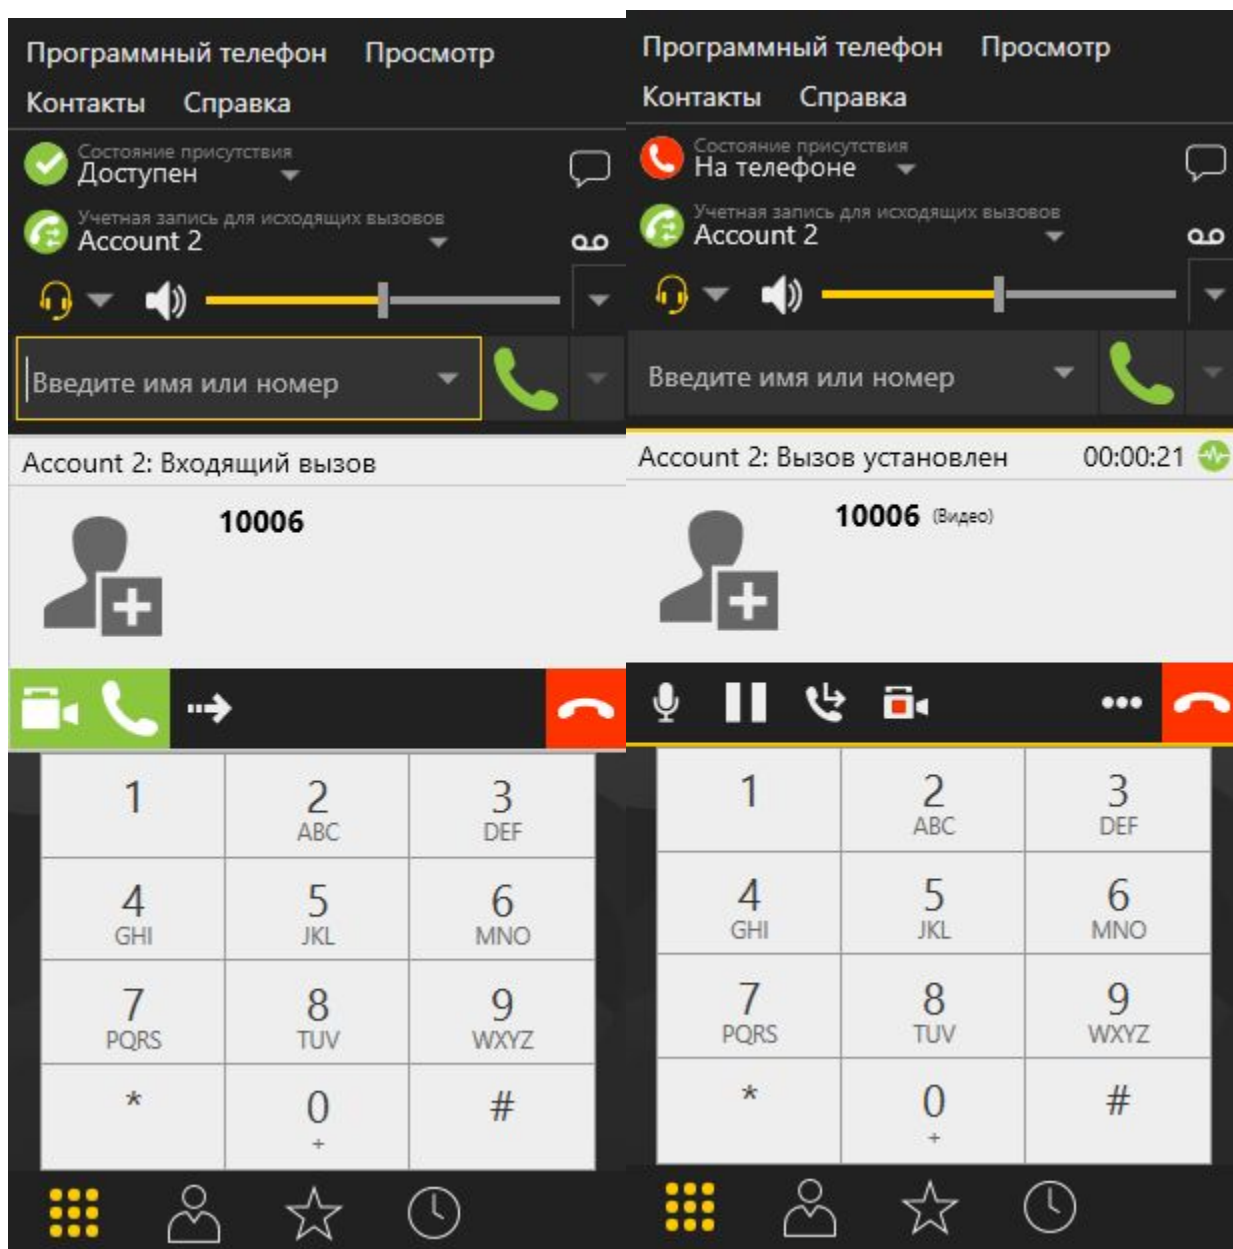 Программный телефон Просмотр
Контакты Справка
Состояние присутствия
Доступен
Учетная запись для исходящих вызовов
Account 2
Введите имя или номер
Account 2: Входящий вызов
10006
1
2
ABC
3
DEF
4
GHI
5
JKL
6
MNO
7
PQRS
8
TUV
9
WXYZ
*
0
+
#
Программный телефон Просмотр
Контакты Справка
Состояние присутствия
На телефоне
Учетная запись для исходящих вызовов
Account 2
Введите имя или номер
Account 2: Вызов установлен 00:00:21
10006 (Видео)
1
2
ABC
3
DEF
4
GHI
5
JKL
6
MNO
7
PQRS
8
TUV
9
WXYZ
*
0
+
#